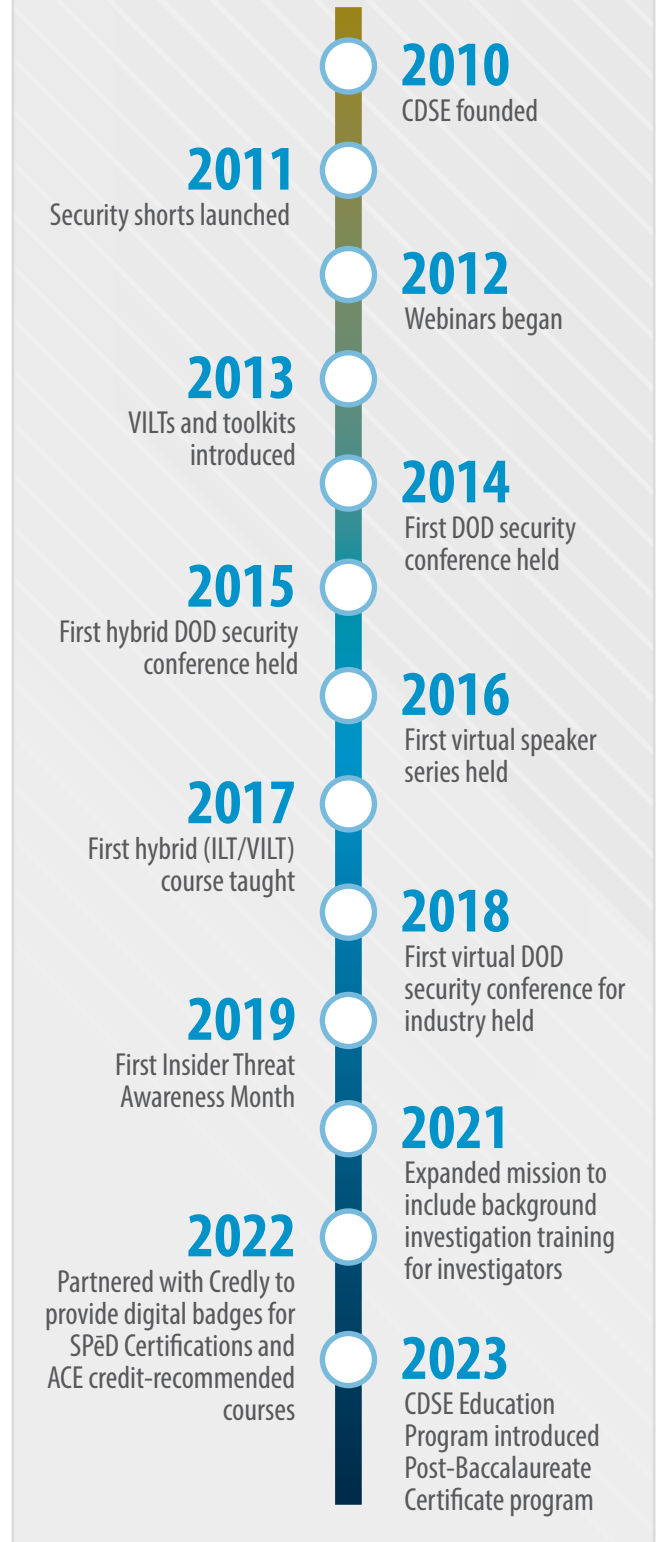 2010
CDSE founded
2011
Security shorts launched
2012
Webinars began
2013
VILTs and toolkits
introduced
2014
First DOD security
conference held
2015
First hybrid DOD security
conference held
2016
First virtual speaker
series held
2017
First hybrid (ILT/VILT)
course taught
2018
First virtual DOD
security conference for
industry held
2019
First Insider Threat
Awareness Month
2021
Expanded mission to
include background
investigation training
for investigators
2022
Partnered with Credly to
provide digital badges for
SPēD Certifications and
ACE credit-recommended
courses
2023
CDSE Education
Program introduced
Post-Baccalaureate
Certificate program